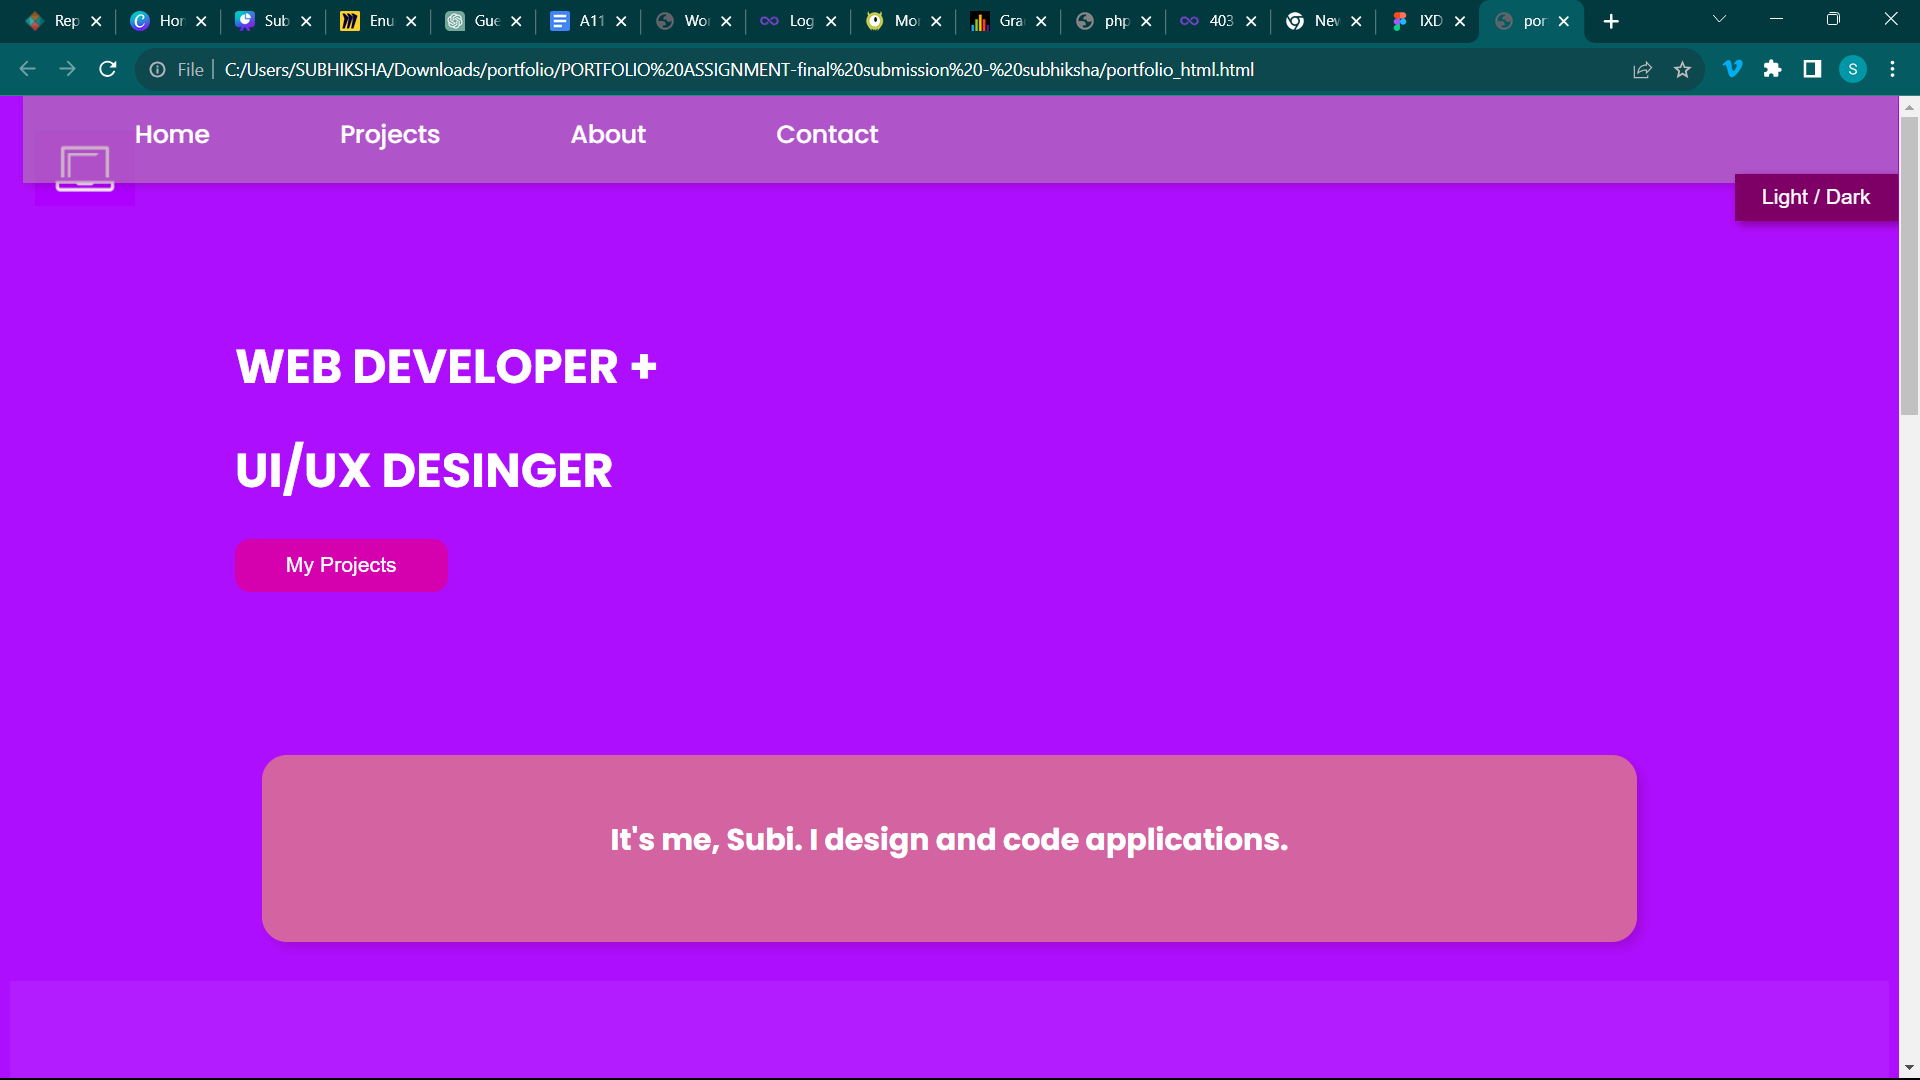 Rep
Hor
Sub
Enu
Gue
A11
Wor
Log
Mor
Gra
php
403
New
IXD
por
File
C:/Users/SUBHIKSHA/Downloads/portfolio/PORTFOLIO%20ASSIGNMENT-final%20submission%20-%20subhiksha/portfolio_html.html
S
Home Projects About Contact
Light / Dark
WEB DEVELOPER +
UI/UX DESINGER
My Projects
It's me, Subi. I design and code applications.